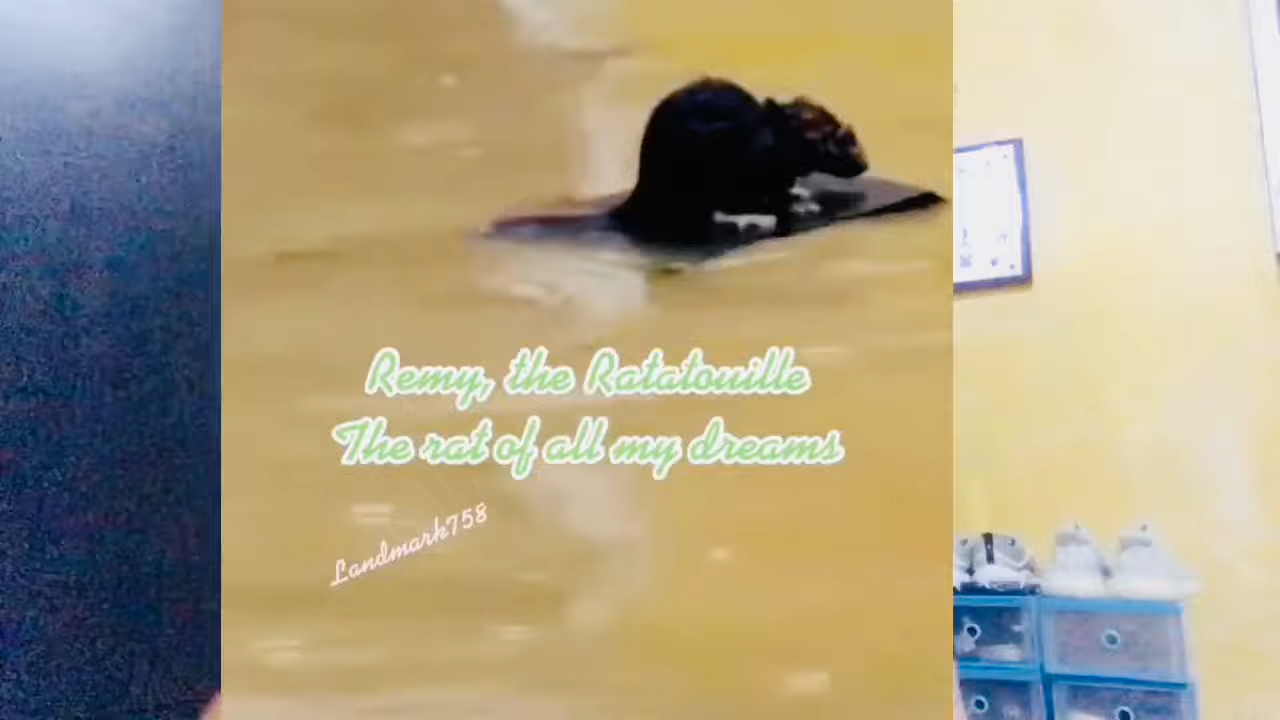 Remy, the Ratatouille
The rat of all my dreams
Landmark758